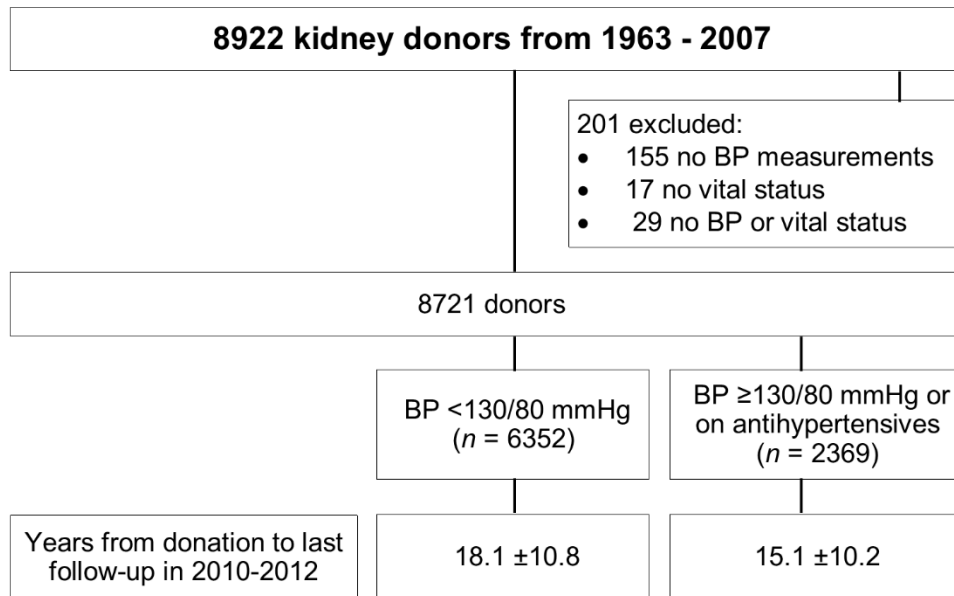 8922 kidney donors from 1963 - 2007
201 excluded:
• 155 no BP measurements
• 17 no vital status
• 29 no BP or vital status
8721 donors
BP <130/80 mmHg
(n = 6352)
BP ≥130/80 mmHg or
on antihypertensives
(n = 2369)
Years from donation to last
follow-up in 2010-2012
18.1 ±10.8
15.1 ±10.2